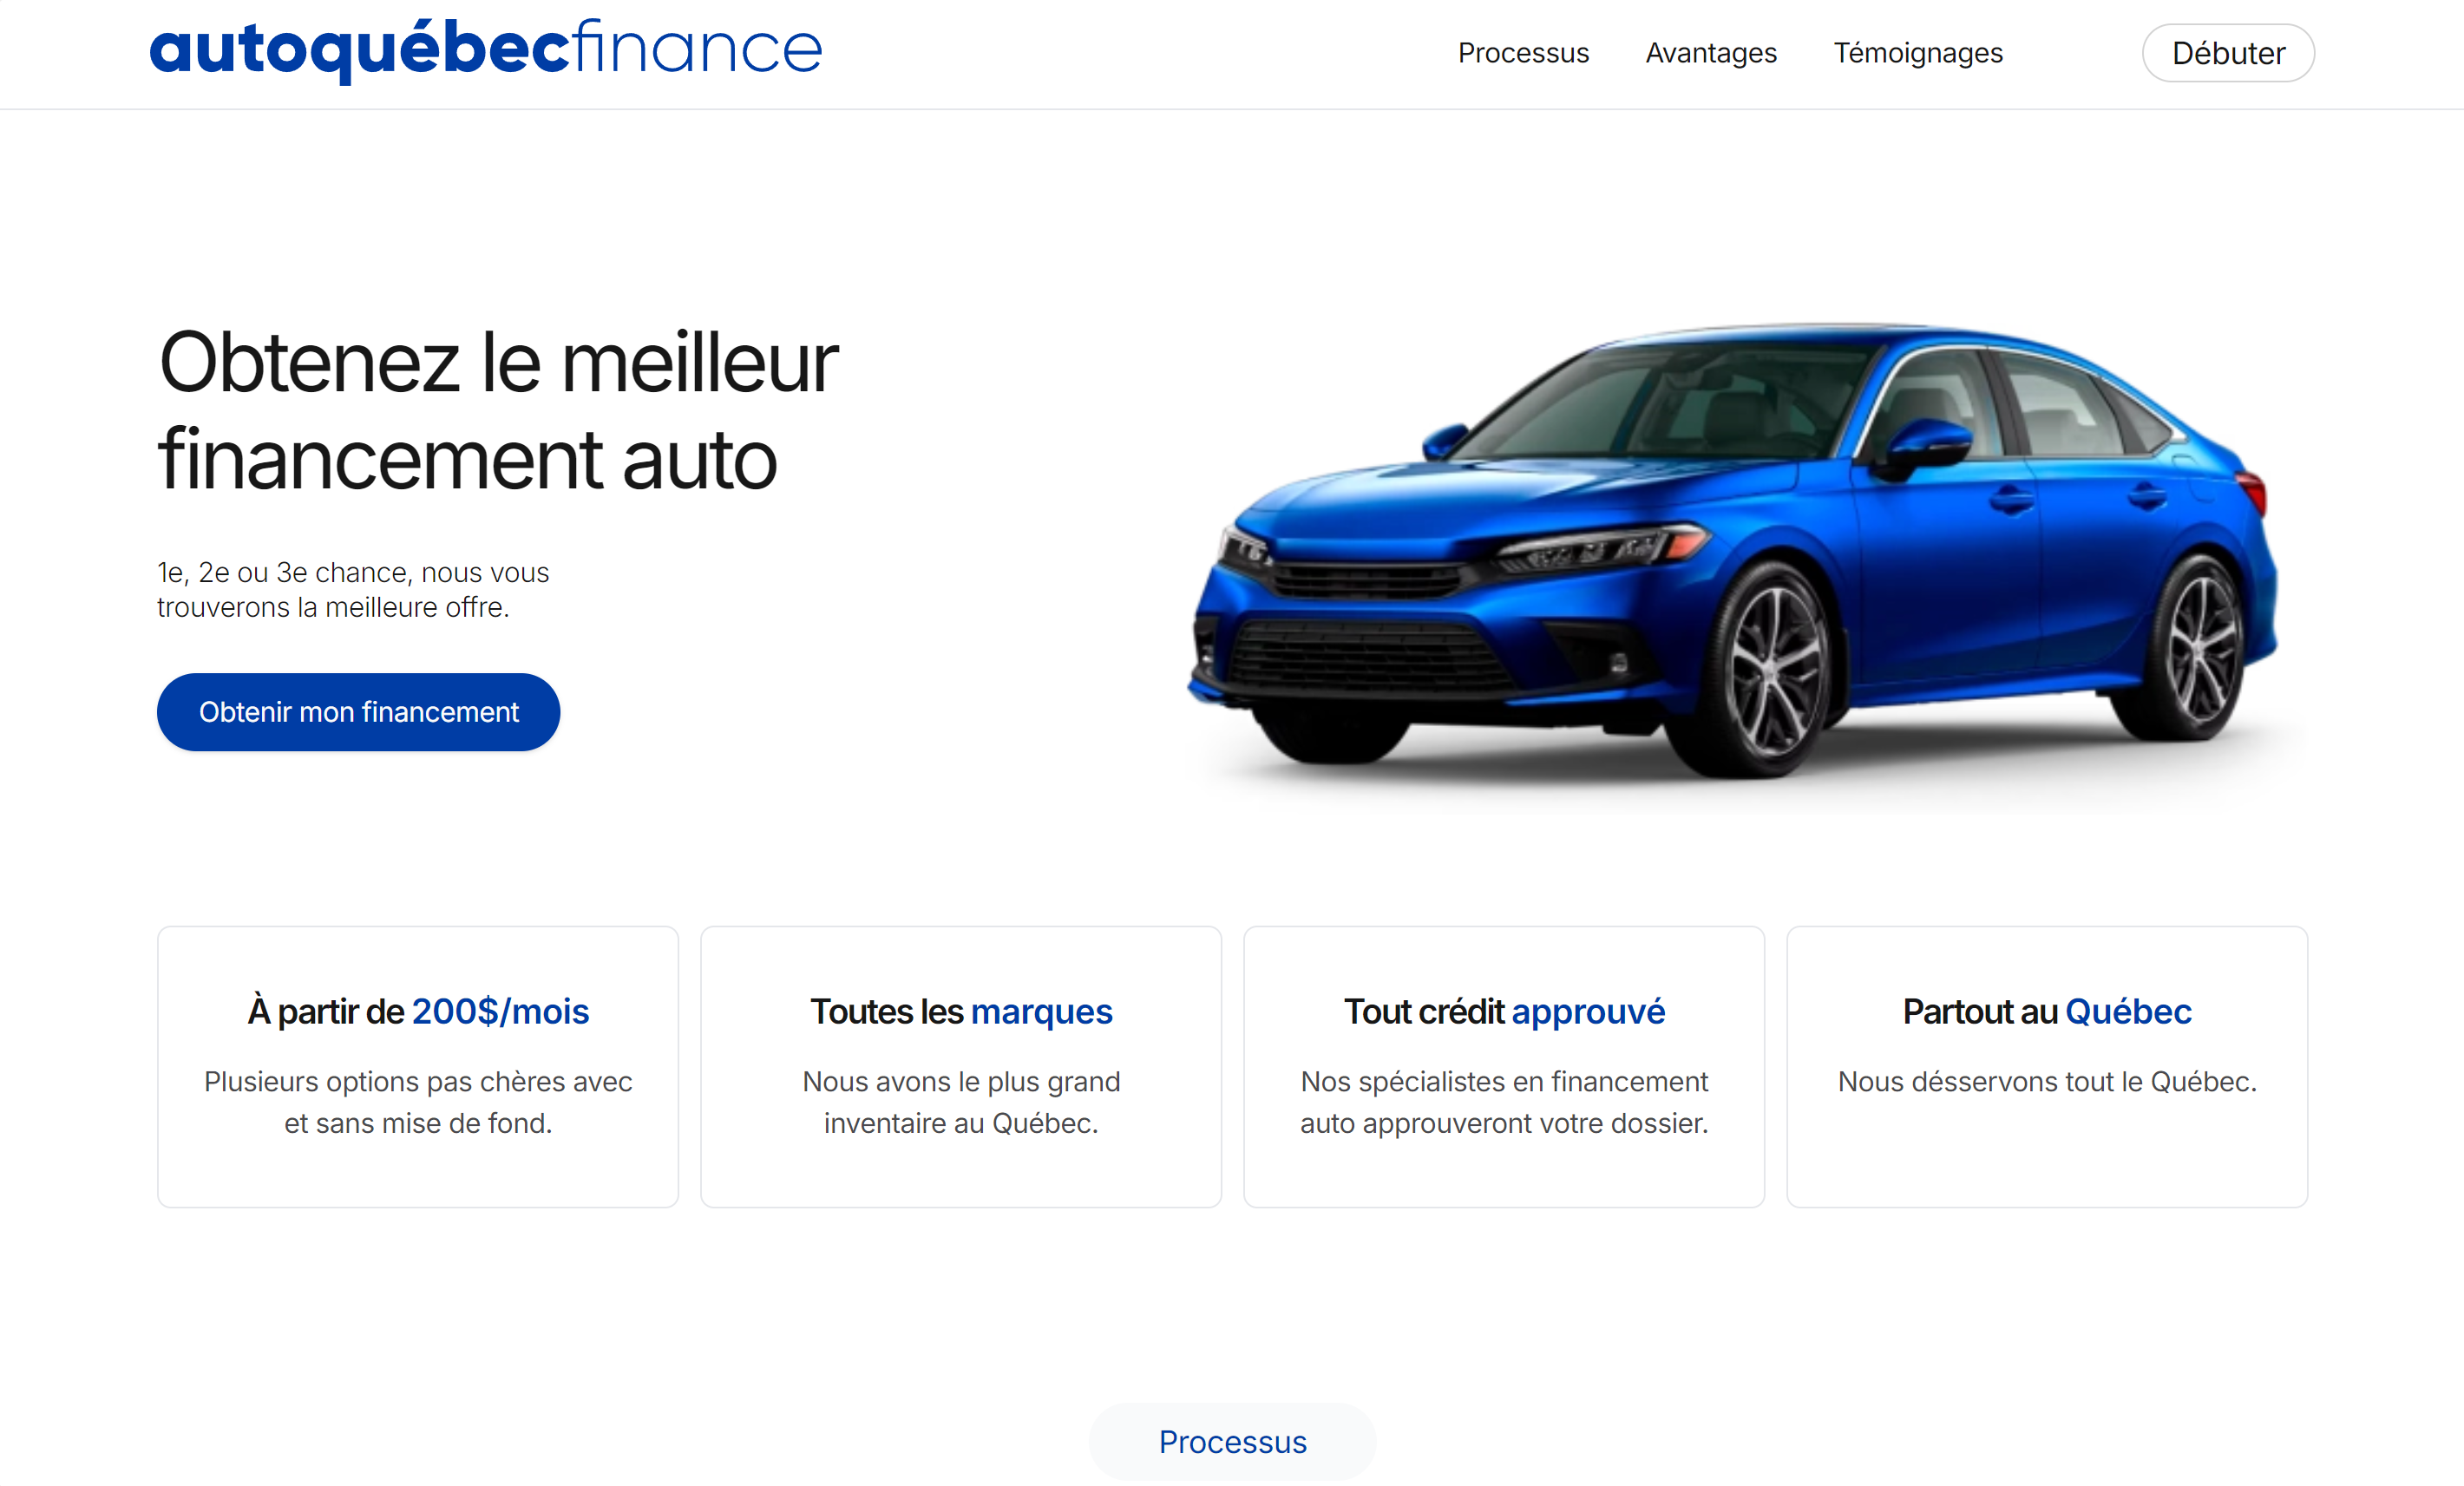 autoquébecfinance
Processus Avantages Témoignages Débuter
Obtenez le meilleur
financement auto
1e, 2e ou 3e chance, nous vous
trouverons la meilleure offre.
Obtenir mon financement
À partir de 200$/mois
Plusieurs options pas chères avec
et sans mise de fond.
Toutes les marques
Nous avons le plus grand
inventaire au Québec.
Tout crédit approuvé
Nos spécialistes en financement
auto approuveront votre dossier.
Partout au Québec
Nous désservons tout le Québec.
Processus